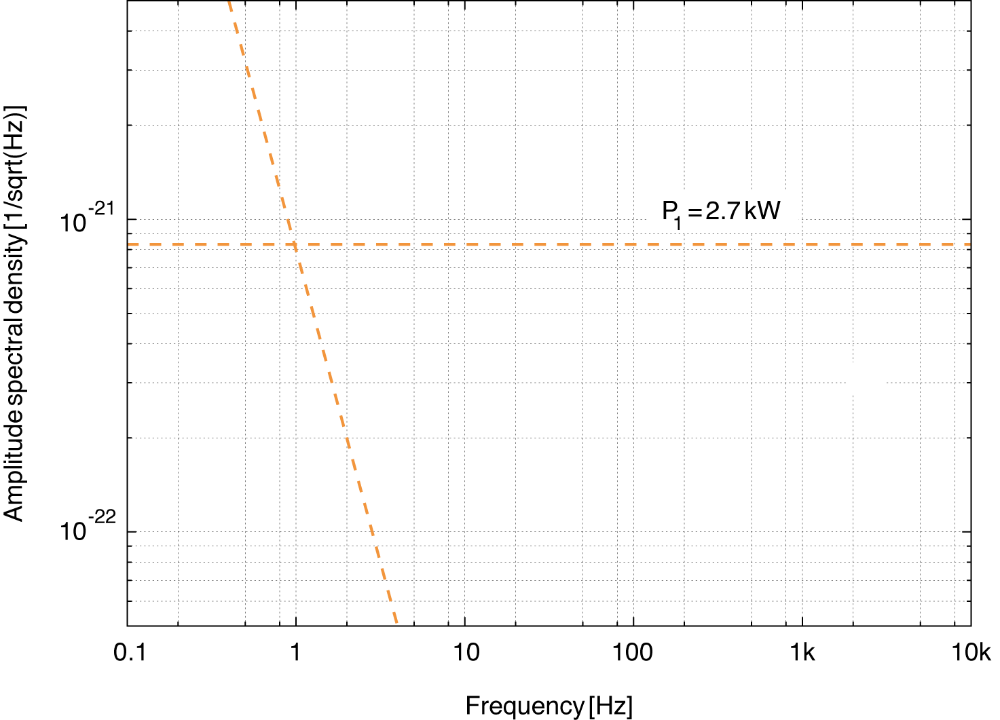 Amplitude spectral density [1/sqrt(Hz)]
10-21
P1 = 2.7 kW
10-22
0.1 1 10 100 1k 10k
Frequency [Hz]